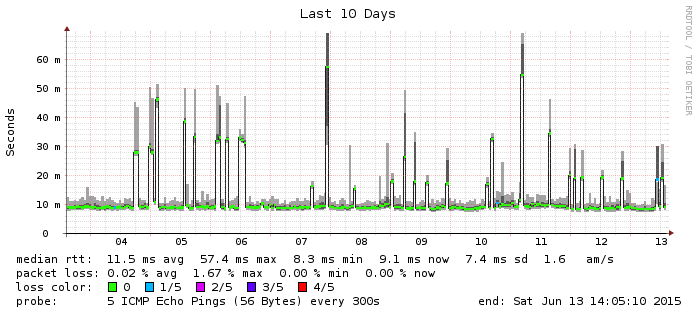 Last 10 Days
RRDTOOL / TOBI OETIKER
Seconds
60 m
50 m
40 m
30 m
20 m
10 m
0
04 05 06 07 08 09 10 11 12 13
median rtt: 11.5 ms avg 57.4 ms max 8.3 ms min 9.1 ms now 7.4 ms sd 1.6 am/s
packet loss: 0.02 % avg 1.67 % max 0.00 % min 0.00 % now
loss color: 0 1/5 2/5 3/5 4/5
probe: 5 ICMP Echo Pings (56 Bytes) every 300s end: Sat Jun 13 14:05:10 2015